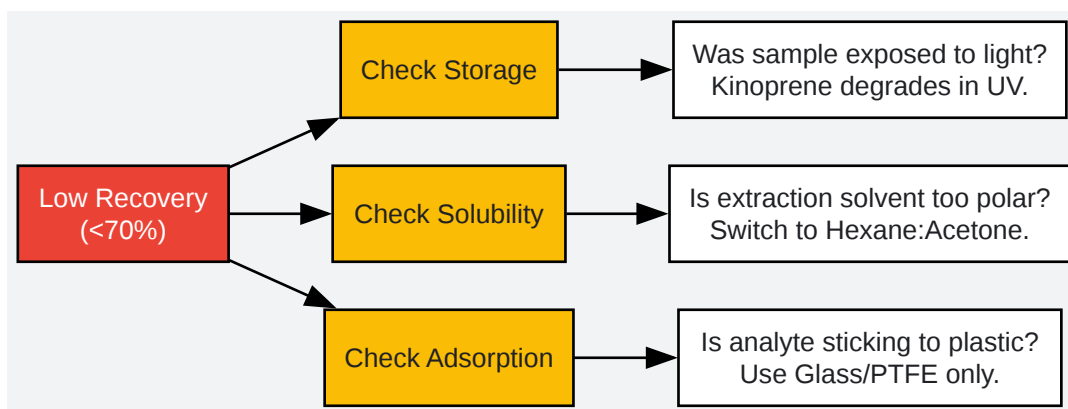 Low Recovery
(<70%)
Check Storage
Was sample exposed to light?
Kinoprene degrades in UV.
Check Solubility
Is extraction solvent too polar?
Switch to Hexane:Acetone.
Check Adsorption
Is analyte sticking to plastic?
Use Glass/PTFE only.